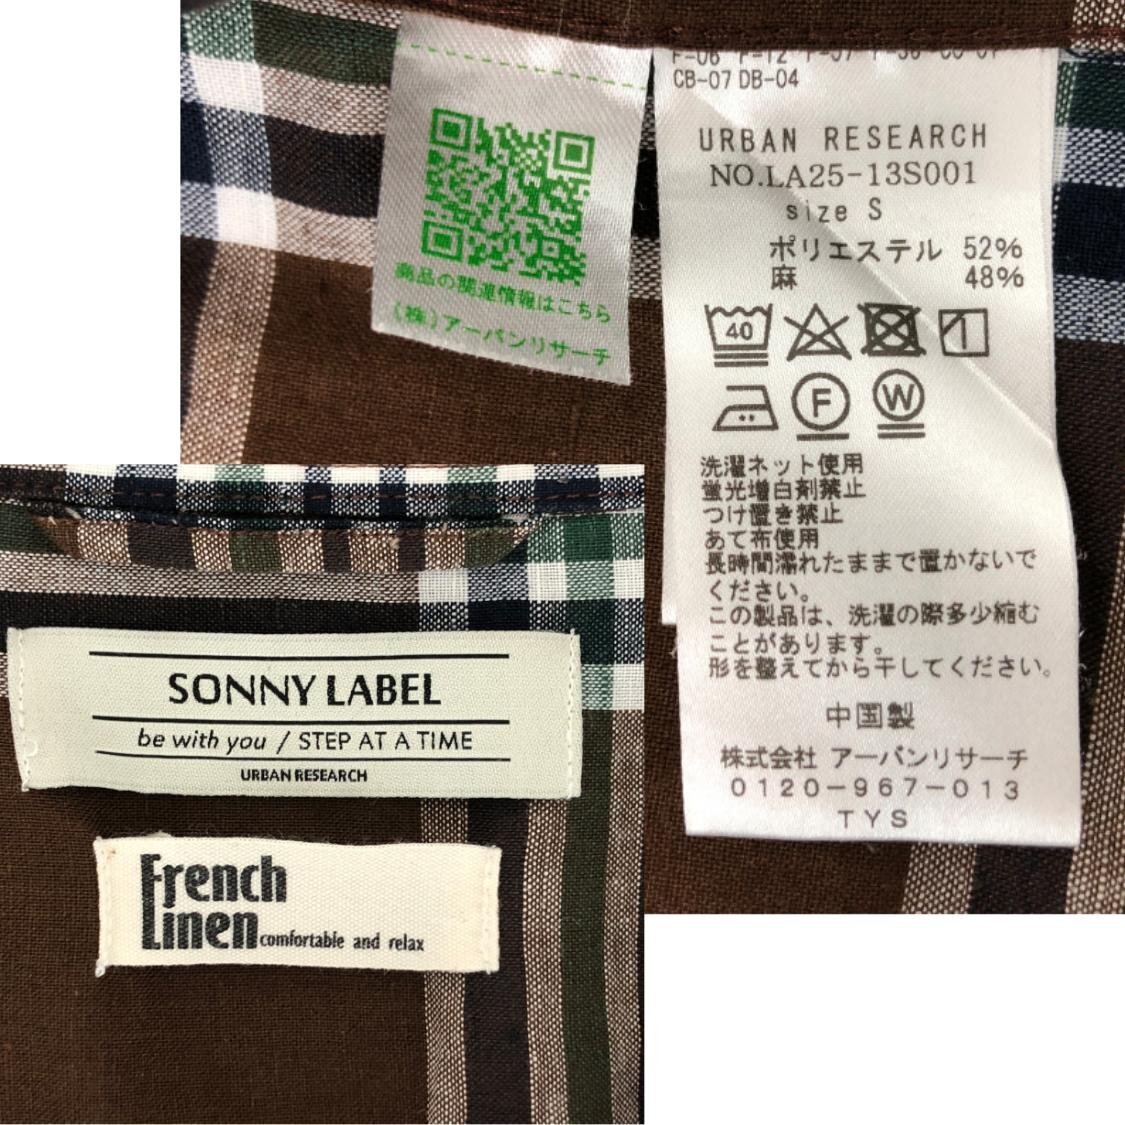 CB-07 DB-04
URBAN RESEARCH
NO.LA25-13S001
size S
ポリエステル 52%
麻 48%
40
F
W
洗濯ネット使用
蛍光増白剤禁止
つけ置き禁止
あて布使用
長時間濡れたままで置かないで
ください。
この製品は、洗濯の際多少縮む
ことがあります。
形を整えてから干してください。
中国製
株式会社 アーバンリサーチ
0120-967-013
TYS
商品の関連情報はこちら
(株)アーバンリサーチ
SONNY LABEL
be with you / STEP AT A TIME
URBAN RESEARCH
French
Linen comfortable and relax